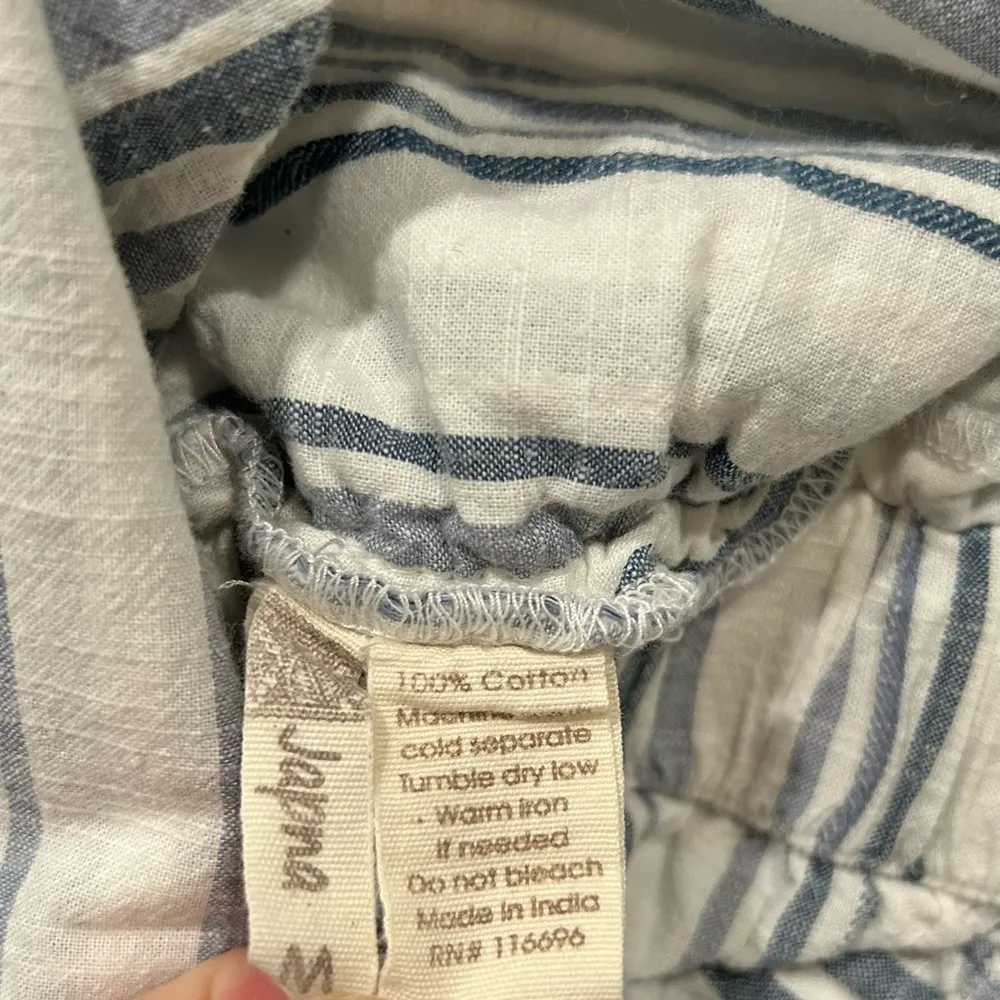 100% Cotton
Machine
cold separate
Tumble dry low
Warm iron
if needed
Do not bleach
Made in India
RN# 116696
M